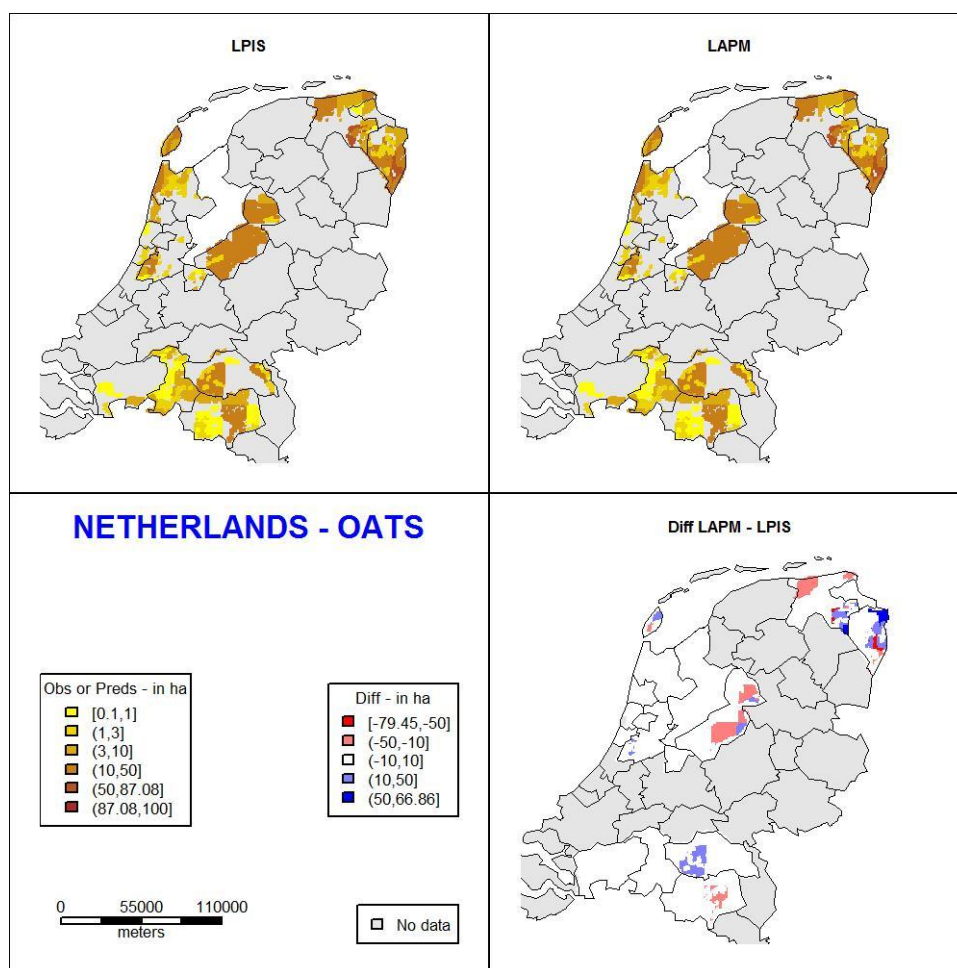 LPIS
LAPM
NETHERLANDS - OATS
Diff LAPM - LPIS
Obs or Preds - in ha
[0.1,1]
(1,3]
(3,10]
(10,50]
(50,87.08]
(87.08,100]
Diff - in ha
[-79.45,-50]
(-50,-10]
(-10,10]
(10,50]
(50,66.86]
0 55000 110000
meters
No data